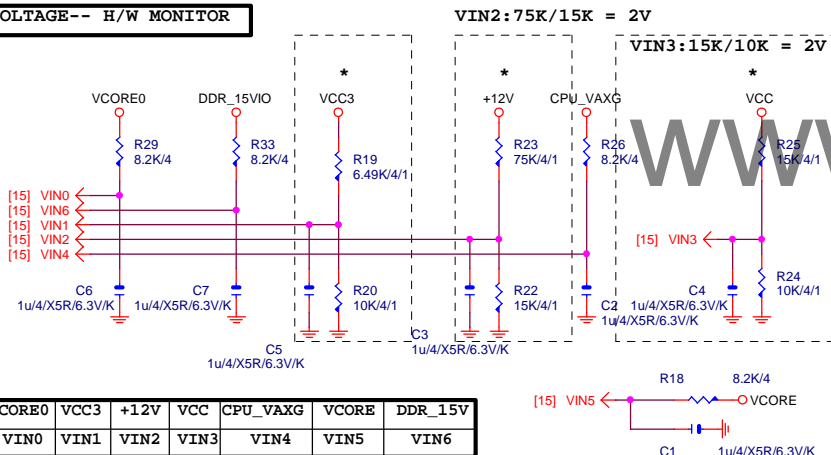 OLTAGE-- H/W MONITOR
VIN2:75K/15K = 2V
VIN3:15K/10K = 2V
* * *
VCORE0 DDR_15VIO VCC3 +12V CPU_VAXG VCC
R29
8.2K/4
R33
8.2K/4
R19
6.49K/4/1
R23
75K/4/1
R26
8.2K/4
R25
15K/4/1
WWW
[15] VIN0
[15] VIN6
[15] VIN1
[15] VIN2
[15] VIN4
[15] VIN3
C6
1u/4/X5R/6.3V/K
C7
1u/4/X5R/6.3V/K
R20
10K/4/1
R22
15K/4/1
C2
1u/4/X5R/6.3V/K
C4
1u/4/X5R/6.3V/K
R24
10K/4/1
C5
1u/4/X5R/6.3V/K
C3
1u/4/X5R/6.3V/K
CORE0 VCC3 +12V VCC CPU_VAXG VCORE DDR_15V
VIN0 VIN1 VIN2 VIN3 VIN4 VIN5 VIN6
[15] VIN5
R18 8.2K/4
VCORE
C1 1u/4/X5R/6.3V/K